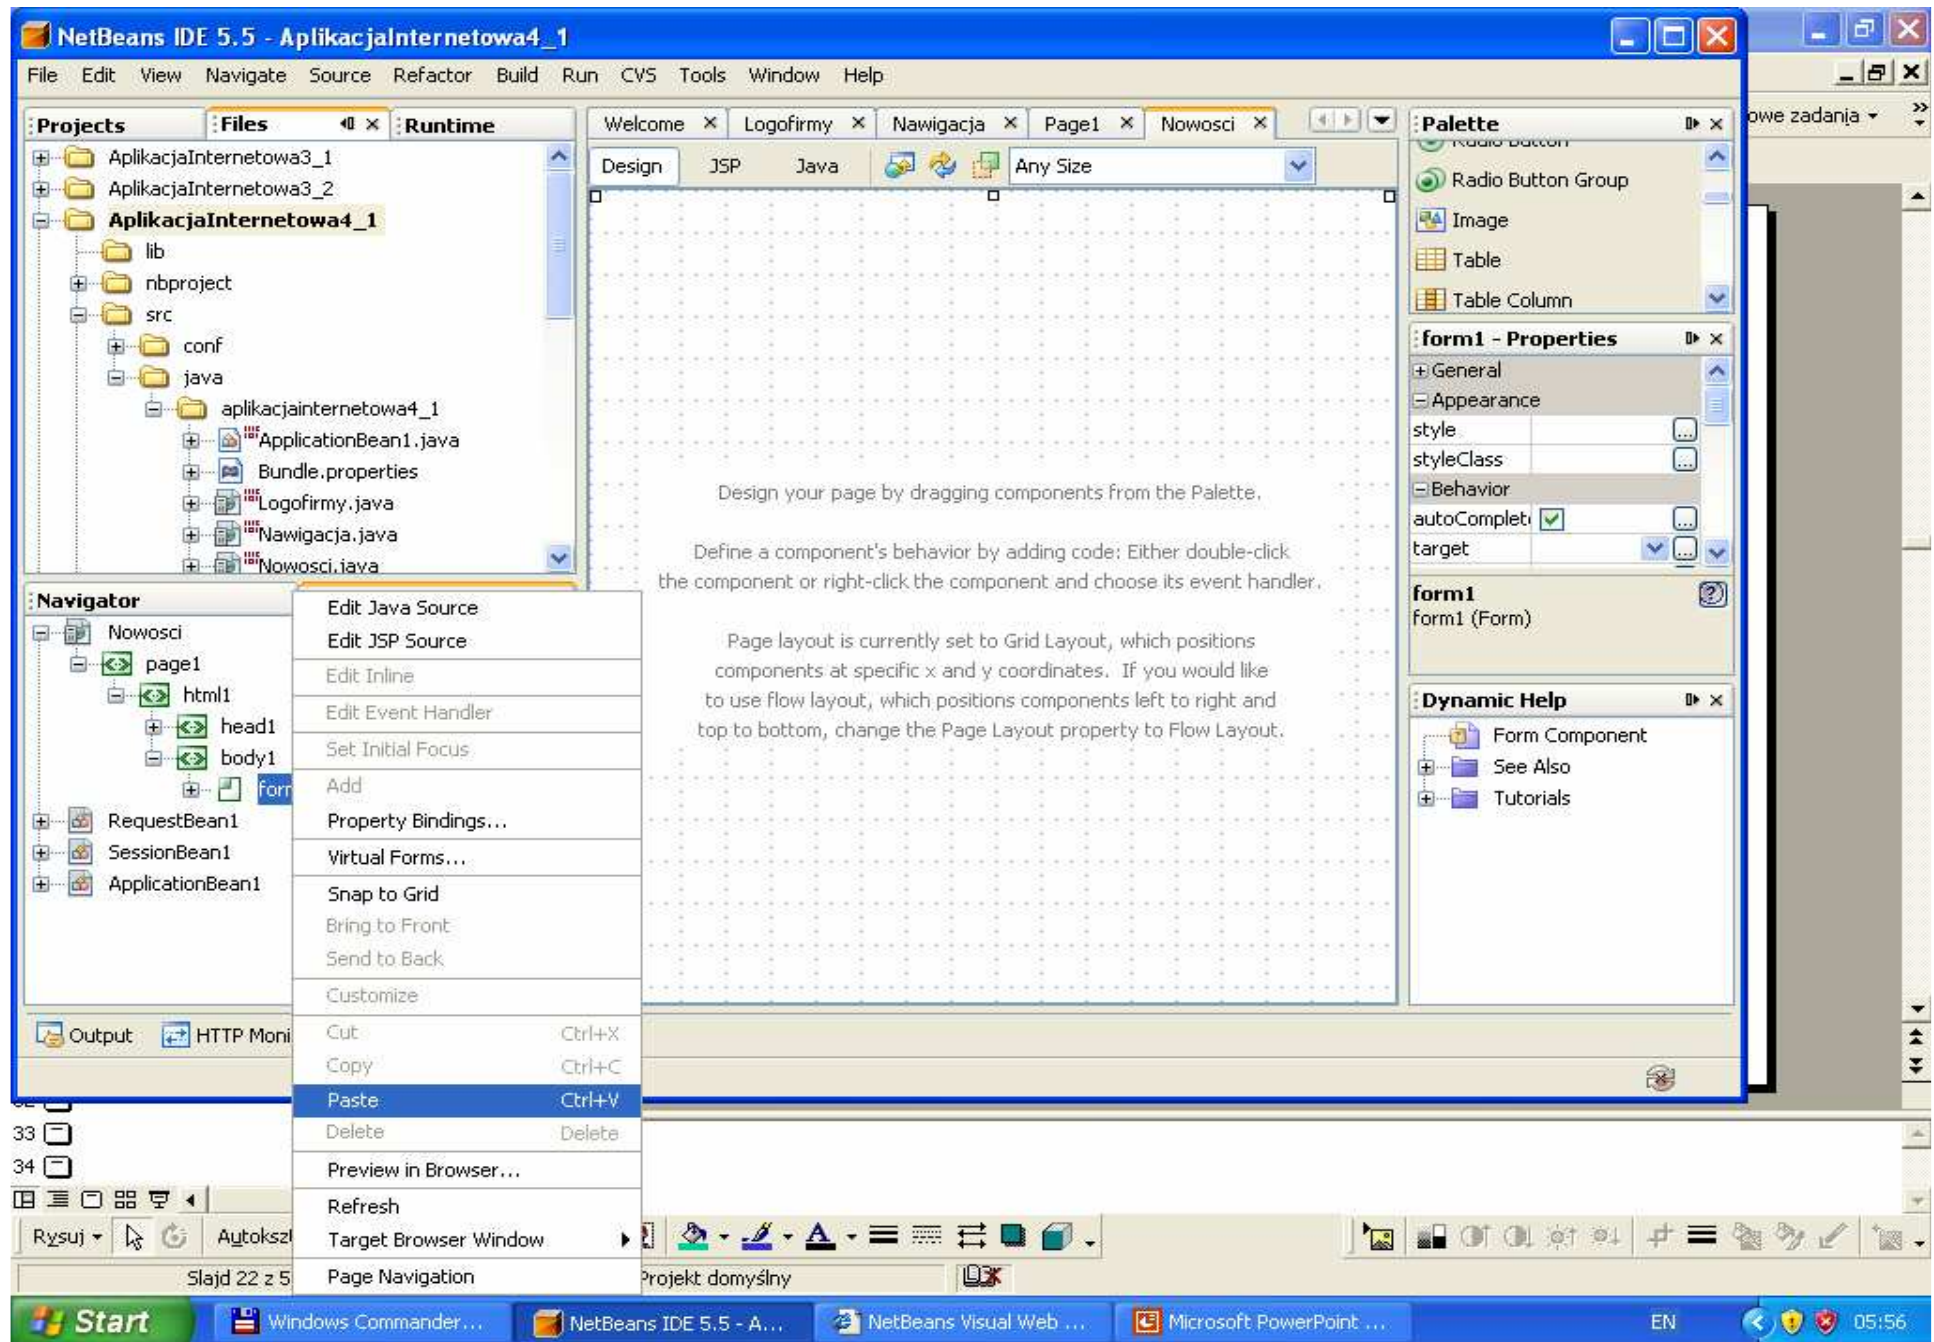 NetBeans IDE 5.5 - AplikacjaInternetowa4_1
File Edit View Navigate Source Refactor Build Run CVS Tools Window Help
owe zadania
Projects Files Runtime
AplikacjaInternetowa3_1
AplikacjaInternetowa3_2
AplikacjaInternetowa4_1
lib
nbproject
src
conf
java
aplikacjainternetowa4_1
ApplicationBean1.java
Bundle.properties
Logofirmy.java
Nawigacja.java
Nowosci.java
Welcome Logofirmy Nawigacja Page1 Nowosci
Design JSP Java Any Size
Design your page by dragging components from the Palette.
Define a component's behavior by adding code: Either double-click
the component or right-click the component and choose its event handler.
Page layout is currently set to Grid Layout, which positions
components at specific x and y coordinates. If you would like
to use flow layout, which positions components left to right and
top to bottom, change the Page Layout property to Flow Layout.
Palette
Radio Button
Radio Button Group
Image
Table
Table Column
form1 - Properties
General
Appearance
style
styleClass
Behavior
autoComplet
target
form1
form1 (Form)
Dynamic Help
Form Component
See Also
Tutorials
Navigator
Nowosci
page1
html1
head1
body1
for
RequestBean1
SessionBean1
ApplicationBean1
Edit Java Source
Edit JSP Source
Edit Inline
Edit Event Handler
Set Initial Focus
Add
Property Bindings...
Virtual Forms...
Snap to Grid
Bring to Front
Send to Back
Customize
Cut Ctrl+X
Copy Ctrl+C
Paste Ctrl+V
Delete Delete
Preview in Browser...
Refresh
Target Browser Window
Page Navigation
Output HTTP Moni
33
34
Rysuj Autokszt
Slajd 22 z 5 Projekt domyślny
Start Windows Commander... NetBeans IDE 5.5 - A... NetBeans Visual Web ... Microsoft PowerPoint ... EN 05:56